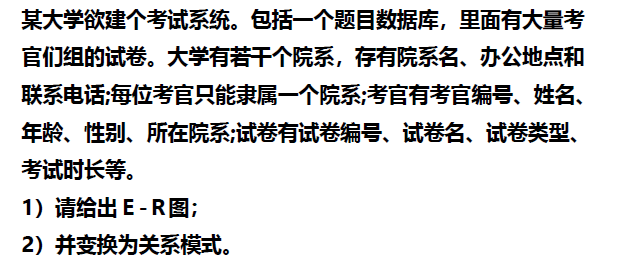 某大学欲建个考试系统。包括一个题目数据库，里面有大量考
官们组的试卷。大学有若干个院系，存有院系名、办公地点和
联系电话;每位考官只能隶属一个院系;考官有考官编号、姓名、
年龄、性别、所在院系;试卷有试卷编号、试卷名、试卷类型、
考试时长等。
1）请给出 E - R 图；
2）并变换为关系模式。